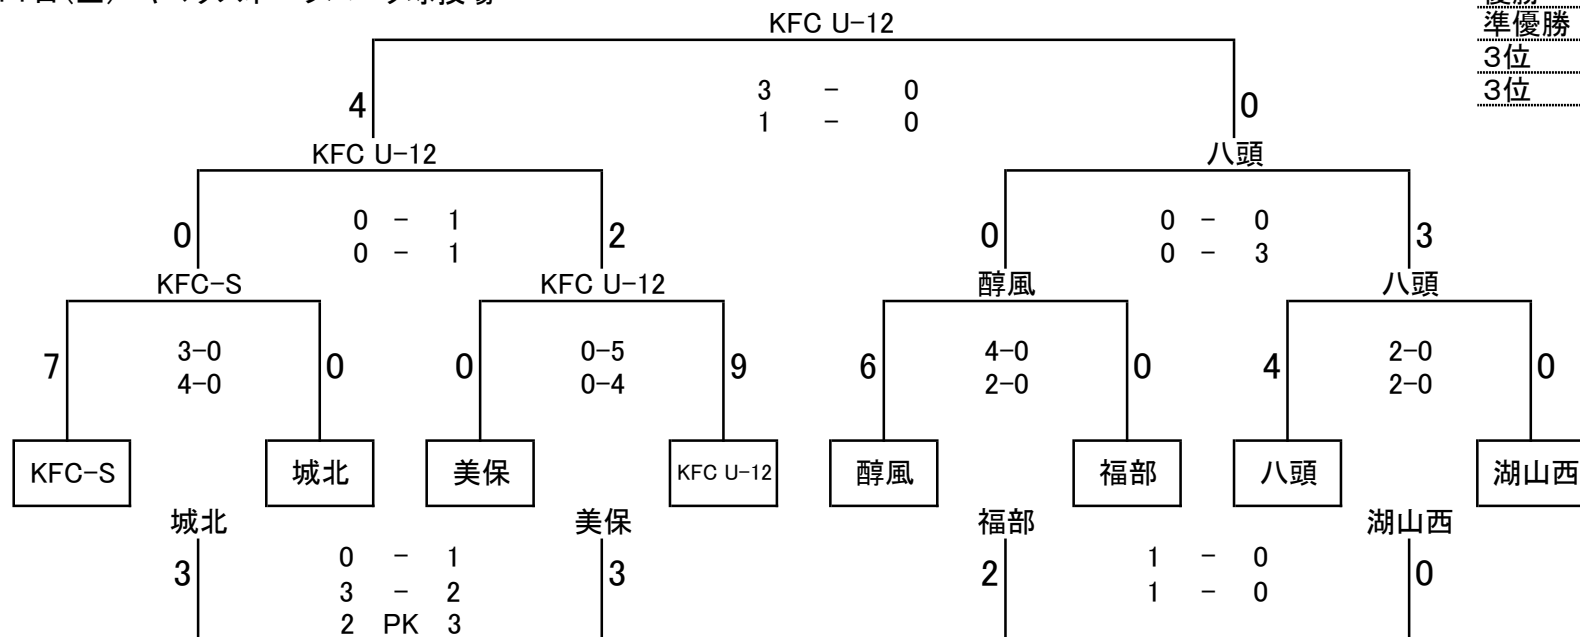 KFC U-12
準優勝
3位
3位
3 - 0
4 0
1 - 0
KFC U-12 八頭
0 - 1 0 - 0
0 2 0 3
0 - 1 0 - 3
KFC-S KFC U-12 醇風 八頭
3-0 0-5 4-0 2-0
7 0 0 9 6 0 4 0
4-0 0-4 2-0 2-0
KFC-S 城北 美保 KFC U-12 醇風 福部 八頭 湖山西
城北 美保 福部 湖山西
0 - 1 1 - 0
3 3 2 0
3 - 2 1 - 0
2 PK 3